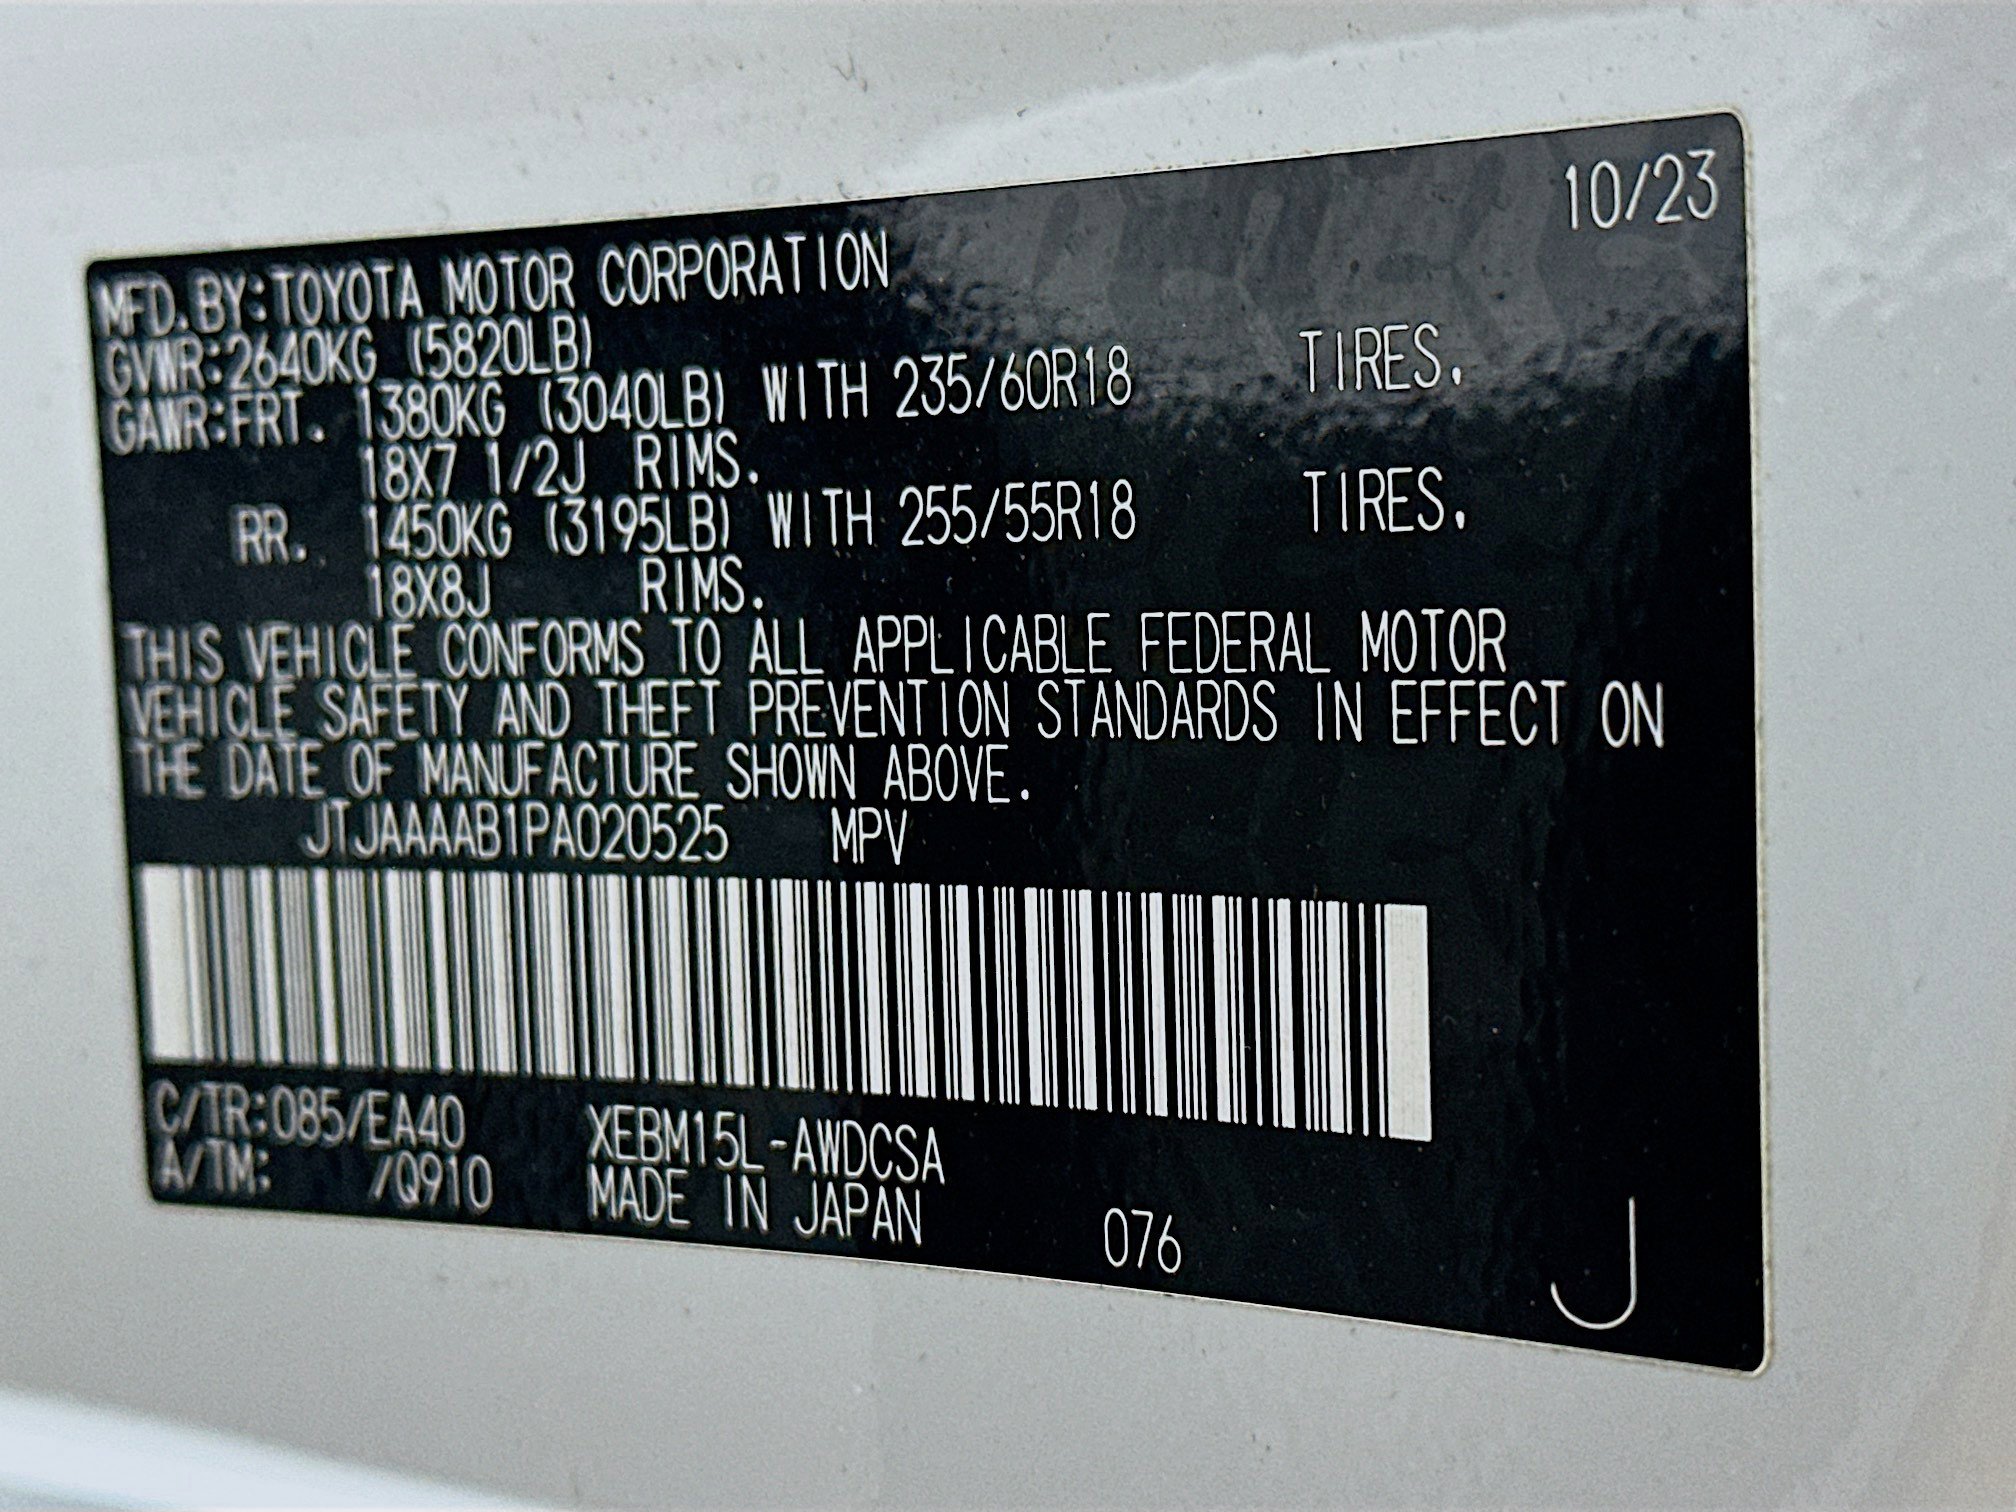 10/23
MFD.BY:TOYOTA MOTOR CORPORATION
GVWR:2640KG (5820LB)
GAWR:FRT. 1380KG (3040LB) WITH 235/60R18 TIRES.
18X7 1/2J RIMS.
RR. 1450KG (3195LB) WITH 255/55R18 TIRES.
18X8J RIMS.
THIS VEHICLE CONFORMS TO ALL APPLICABLE FEDERAL MOTOR
VEHICLE SAFETY AND THEFT PREVENTION STANDARDS IN EFFECT ON
THE DATE OF MANUFACTURE SHOWN ABOVE.
JTJAAAAB1PA020525 MPV
C/TR:085/EA40 XEBM15L-AWDCSA
A/TM: /Q910 MADE IN JAPAN 076
J